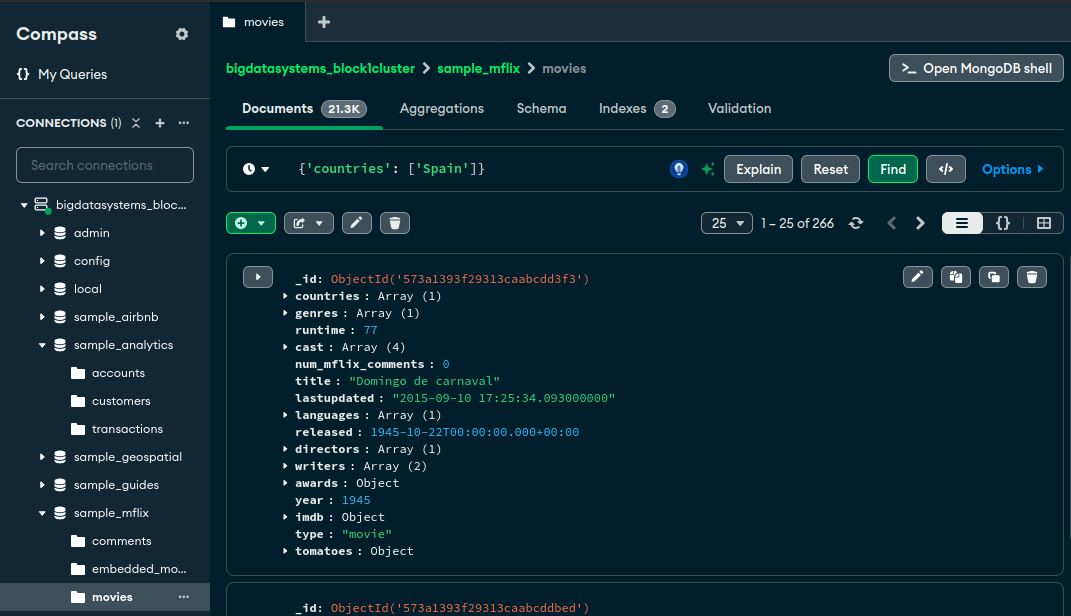 Compass
movies
{} My Queries
bigdatasystems_block1cluster > sample_mflix > movies
>_ Open MongoDB shell
Documents 21.3K Aggregations Schema Indexes 2 Validation
CONNECTIONS (1)
Search connections
{'countries': ['Spain']}
Explain Reset Find </> Options
bigdatasystems_bloc...
admin
config
local
sample_airbnb
sample_analytics
accounts
customers
transactions
sample_geospatial
sample_guides
sample_mflix
comments
embedded_mo...
movies
25 1 – 25 of 266 {}
_id: ObjectId('573a1393f29313caabcdd3f3')
countries : Array (1)
genres : Array (1)
runtime : 77
cast : Array (4)
num_mflix_comments : 0
title : "Domingo de carnaval"
lastupdated : "2015-09-10 17:25:34.093000000"
languages : Array (1)
released : 1945-10-22T00:00:00.000+00:00
directors : Array (1)
writers : Array (2)
awards : Object
year : 1945
imdb : Object
type : "movie"
tomatoes : Object
_id: ObjectId('573a1393f29313caabcddbed')